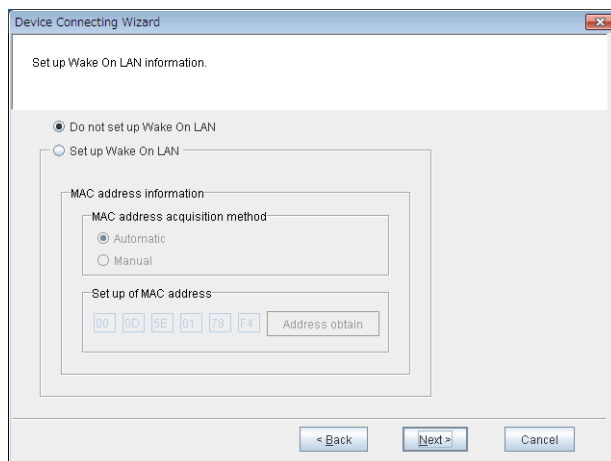 Device Connecting Wizard
Set up Wake On LAN information.
Do not set up Wake On LAN
Set up Wake On LAN
MAC address information
MAC address acquisition method
Automatic
Manual
Set up of MAC address
00 0D 5E 01 78 F4 Address obtain
< Back Next > Cancel